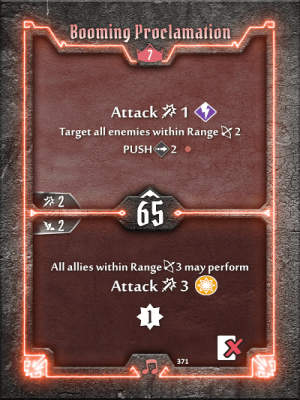 Booming Proclamation
7
Attack 1
Target all enemies within Range 2
PUSH 2
2
65
2
All allies within Range 3 may perform
Attack 3
1
371